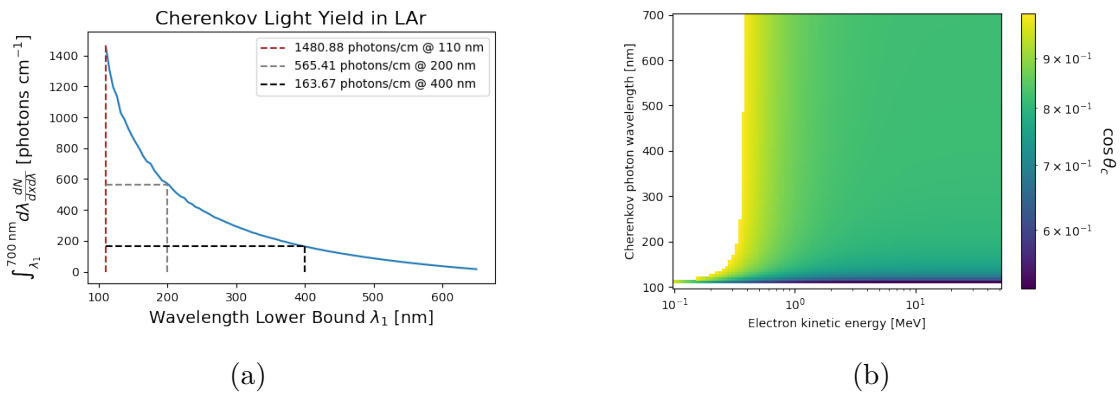 Cherenkov Light Yield in LAr
1480.88 photons/cm @ 110 nm
565.41 photons/cm @ 200 nm
163.67 photons/cm @ 400 nm
∫_{λ₁}^{700 nm} dλ dN/dxdλ [photons cm⁻¹]
1400
1200
1000
800
600
400
200
0
100 200 300 400 500 600
Wavelength Lower Bound λ₁ [nm]
(a)
Cherenkov photon wavelength [nm]
700
600
500
400
300
200
100
10⁻¹ 10⁰ 10¹
Electron kinetic energy [MeV]
9 × 10⁻¹
8 × 10⁻¹
7 × 10⁻¹
6 × 10⁻¹
cos θ_c
(b)